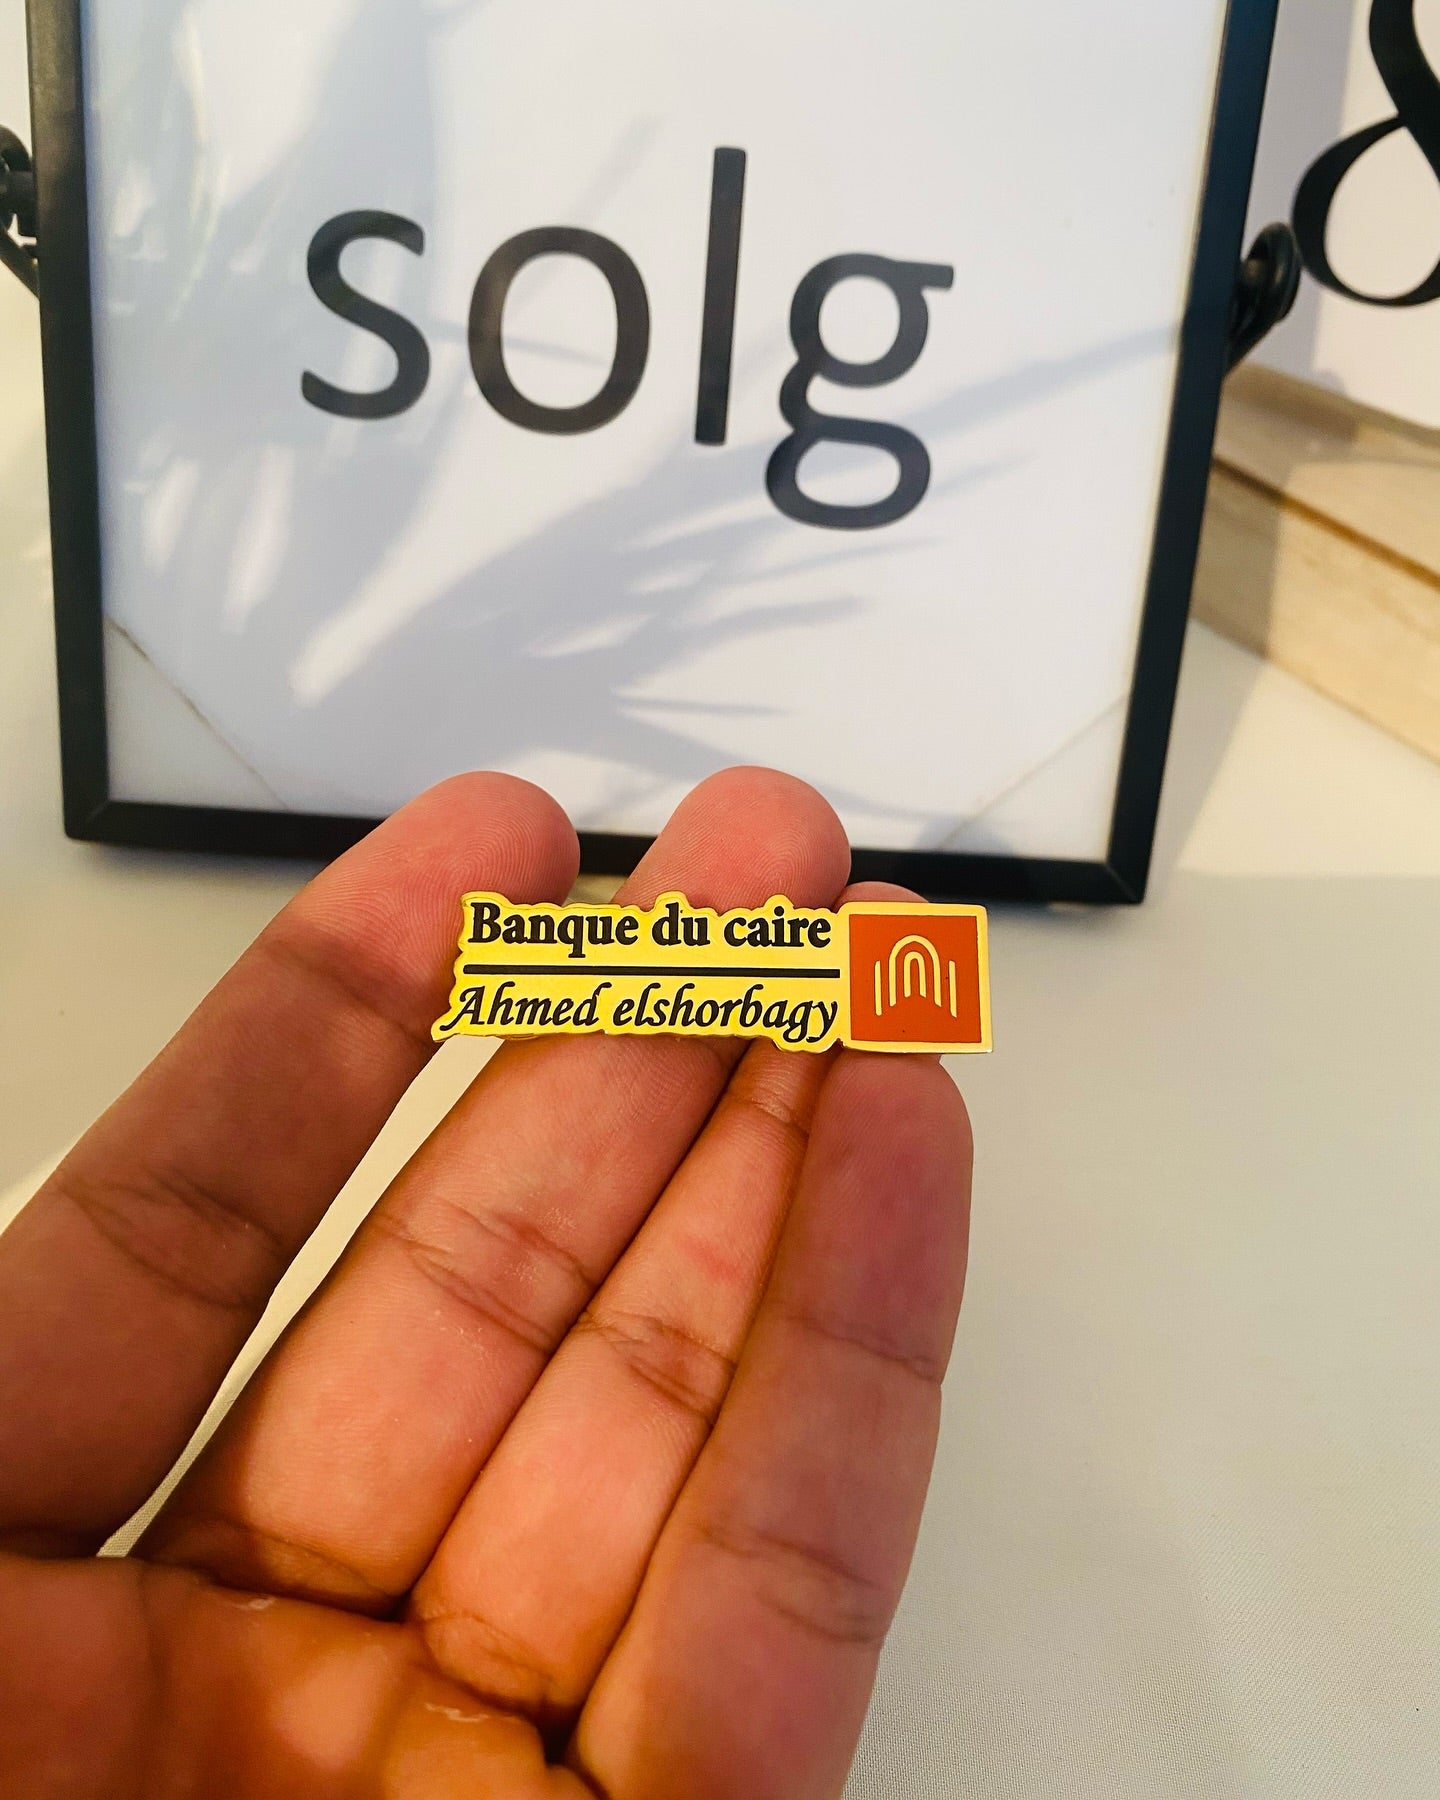 solg
&
Banque du caire
Ahmed elshorbagy